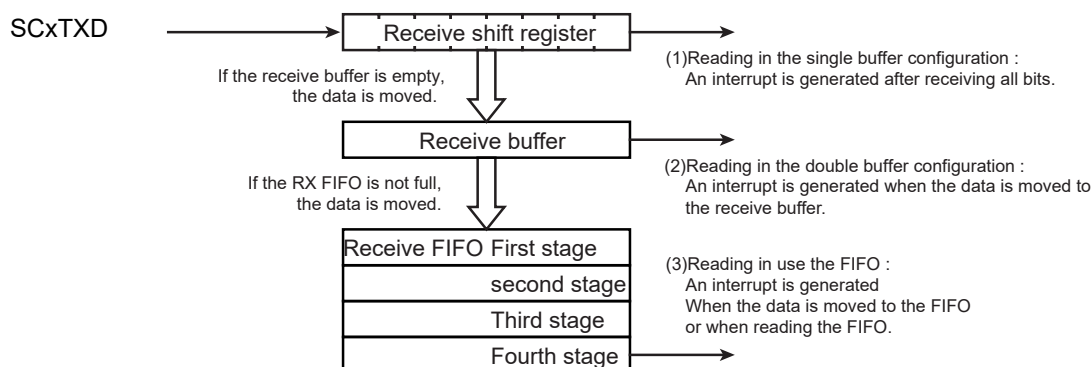 SCxTXD
Receive shift register
(1)Reading in the single buffer configuration :
An interrupt is generated after receiving all bits.
If the receive buffer is empty,
the data is moved.
Receive buffer
(2)Reading in the double buffer configuration :
An interrupt is generated when the data is moved to
the receive buffer.
If the RX FIFO is not full,
the data is moved.
Receive FIFO First stage
second stage
Third stage
Fourth stage
(3)Reading in use the FIFO :
An interrupt is generated
When the data is moved to the FIFO
or when reading the FIFO.